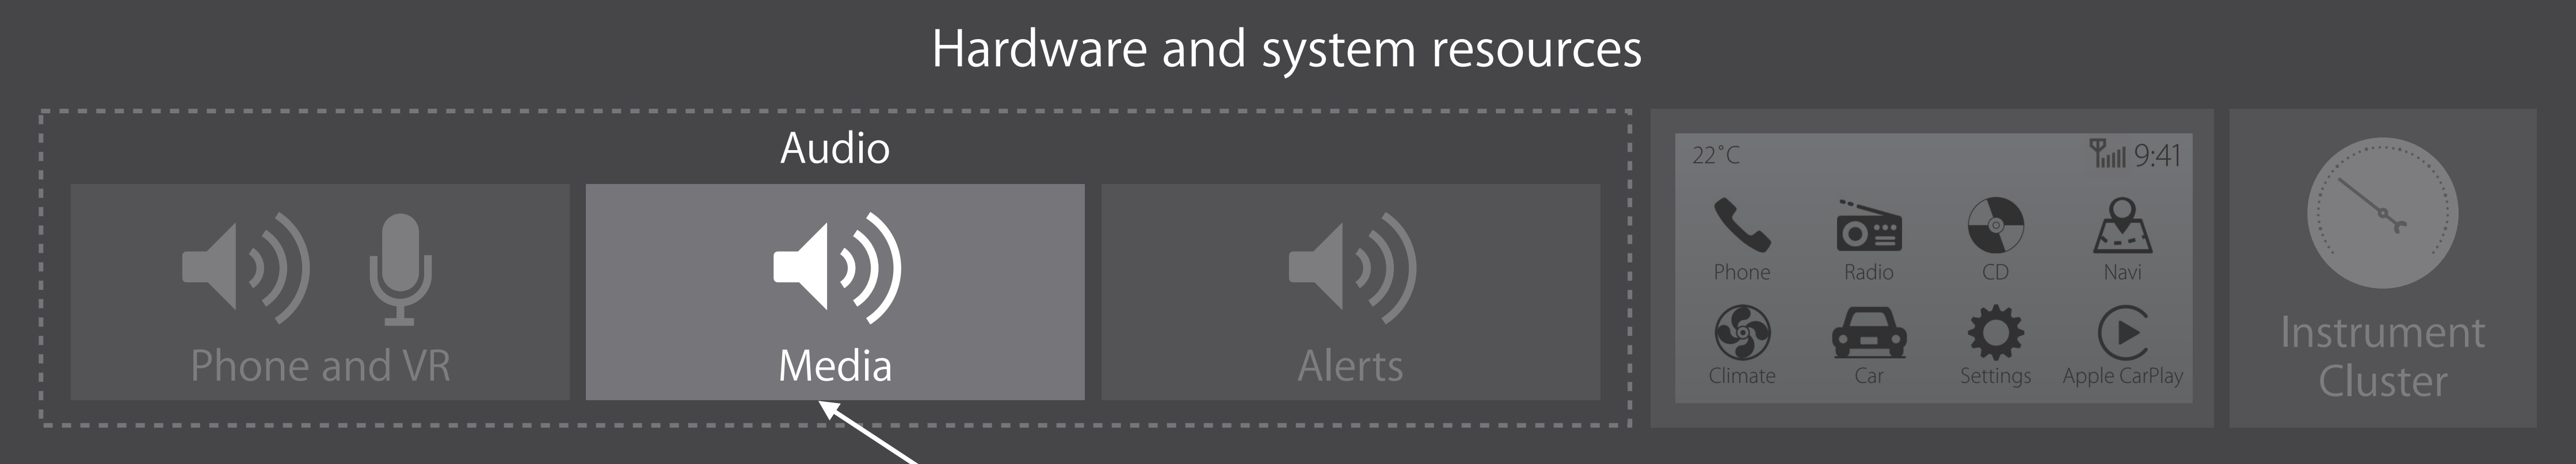 Hardware and system resources
Audio
Phone and VR
Media
Alerts
22°C
9:41
Phone
Radio
CD
Navi
Climate
Car
Settings
Apple CarPlay
Instrument
Cluster